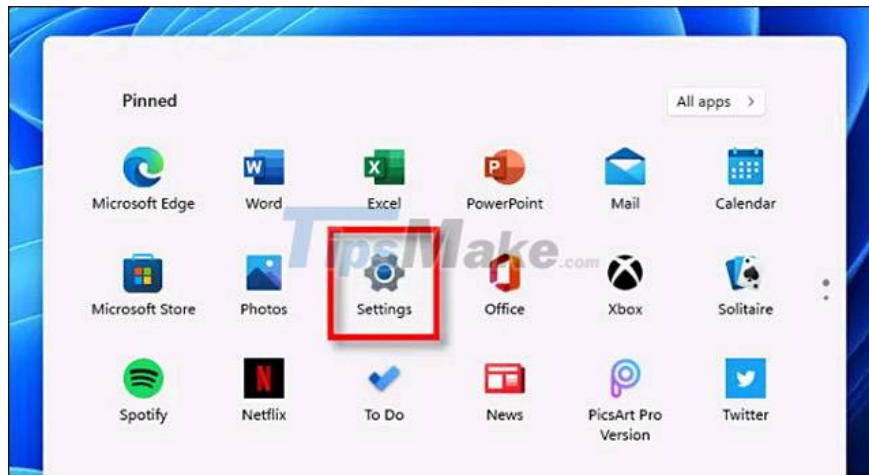 Pinned
All apps >
Microsoft Edge
Word
Excel
PowerPoint
Mail
Calendar
TipsMake.com
Microsoft Store
Photos
Settings
Office
Xbox
Solitaire
Spotify
Netflix
To Do
News
PicsArt Pro
Version
Twitter